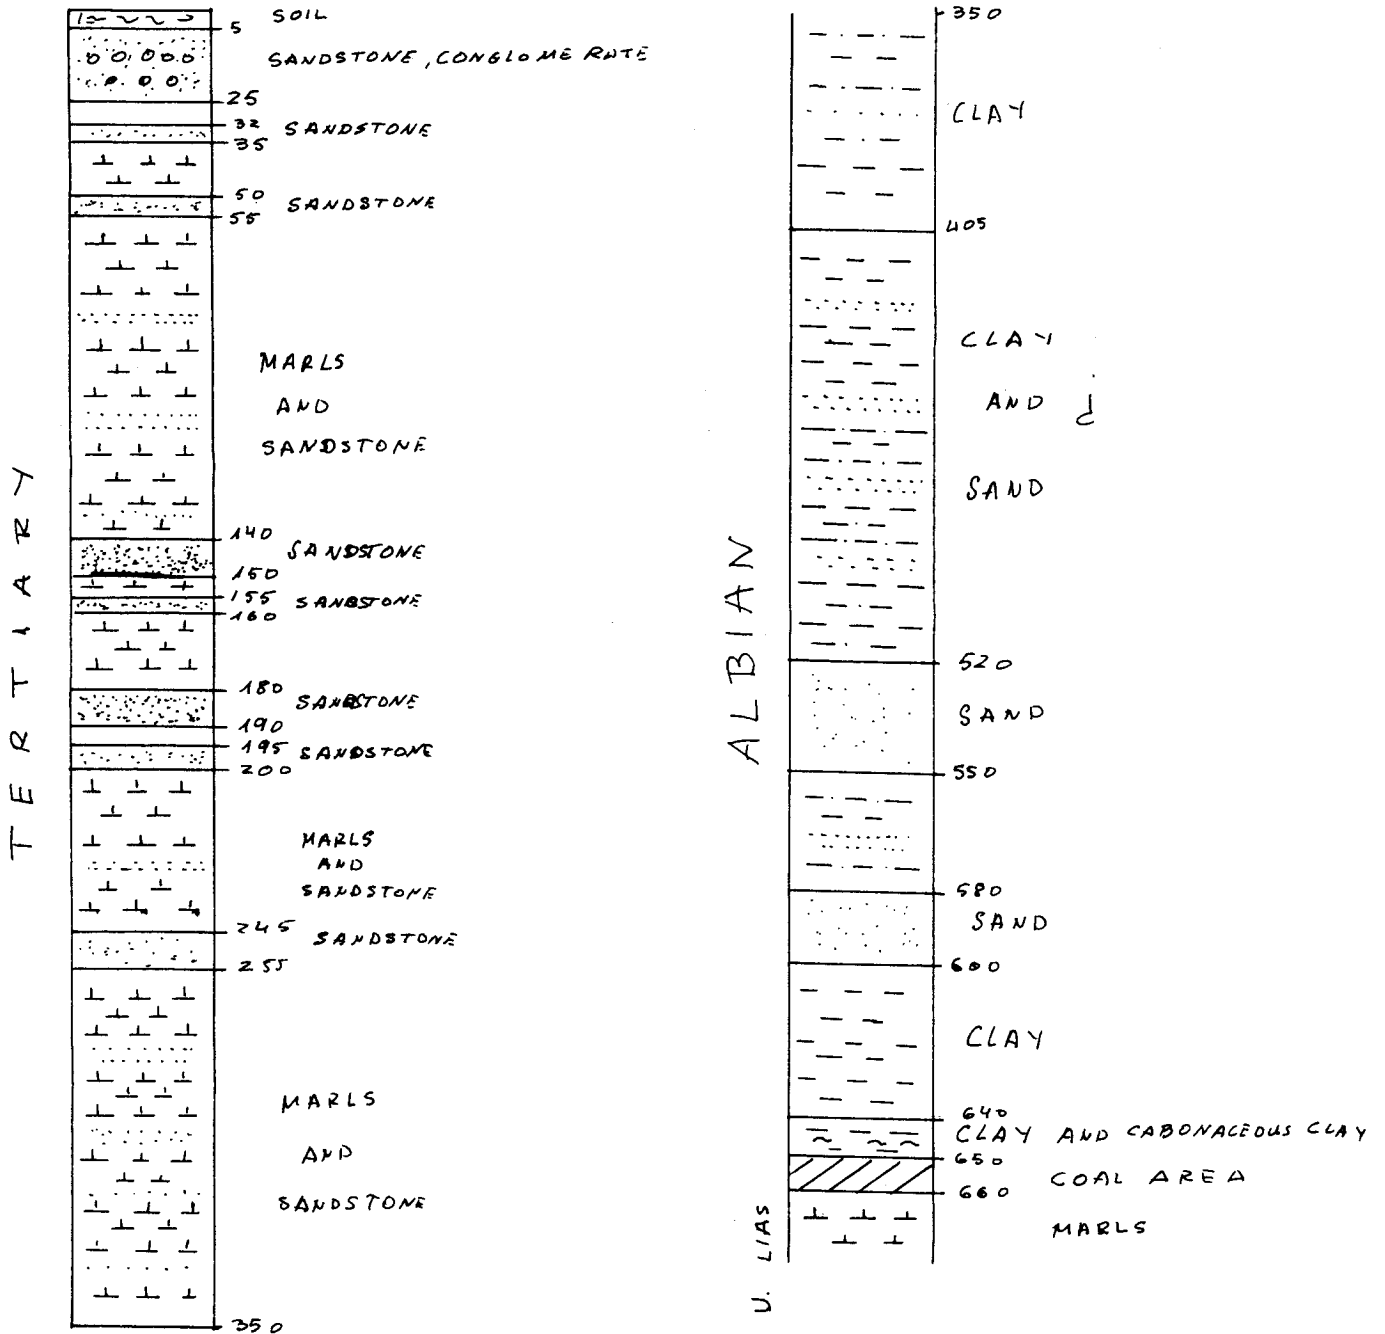 TERTIARY
SOIL
5
SANDSTONE, CONGLOMERATE
25
32
SANDSTONE
35
50
SANDSTONE
55
MARLS
AND
SANDSTONE
140
SANDSTONE
150
155
SANDSTONE
160
180
SANDSTONE
190
195
SANDSTONE
200
MARLS
AND
SANDSTONE
245
SANDSTONE
255
MARLS
AND
SANDSTONE
350
ALBIAN
350
CLAY
405
CLAY
AND
SAND
520
SAND
550
580
SAND
600
CLAY
640
CLAY AND CABONACEOUS CLAY
650
COAL AREA
660
U. LIAS
MARLS